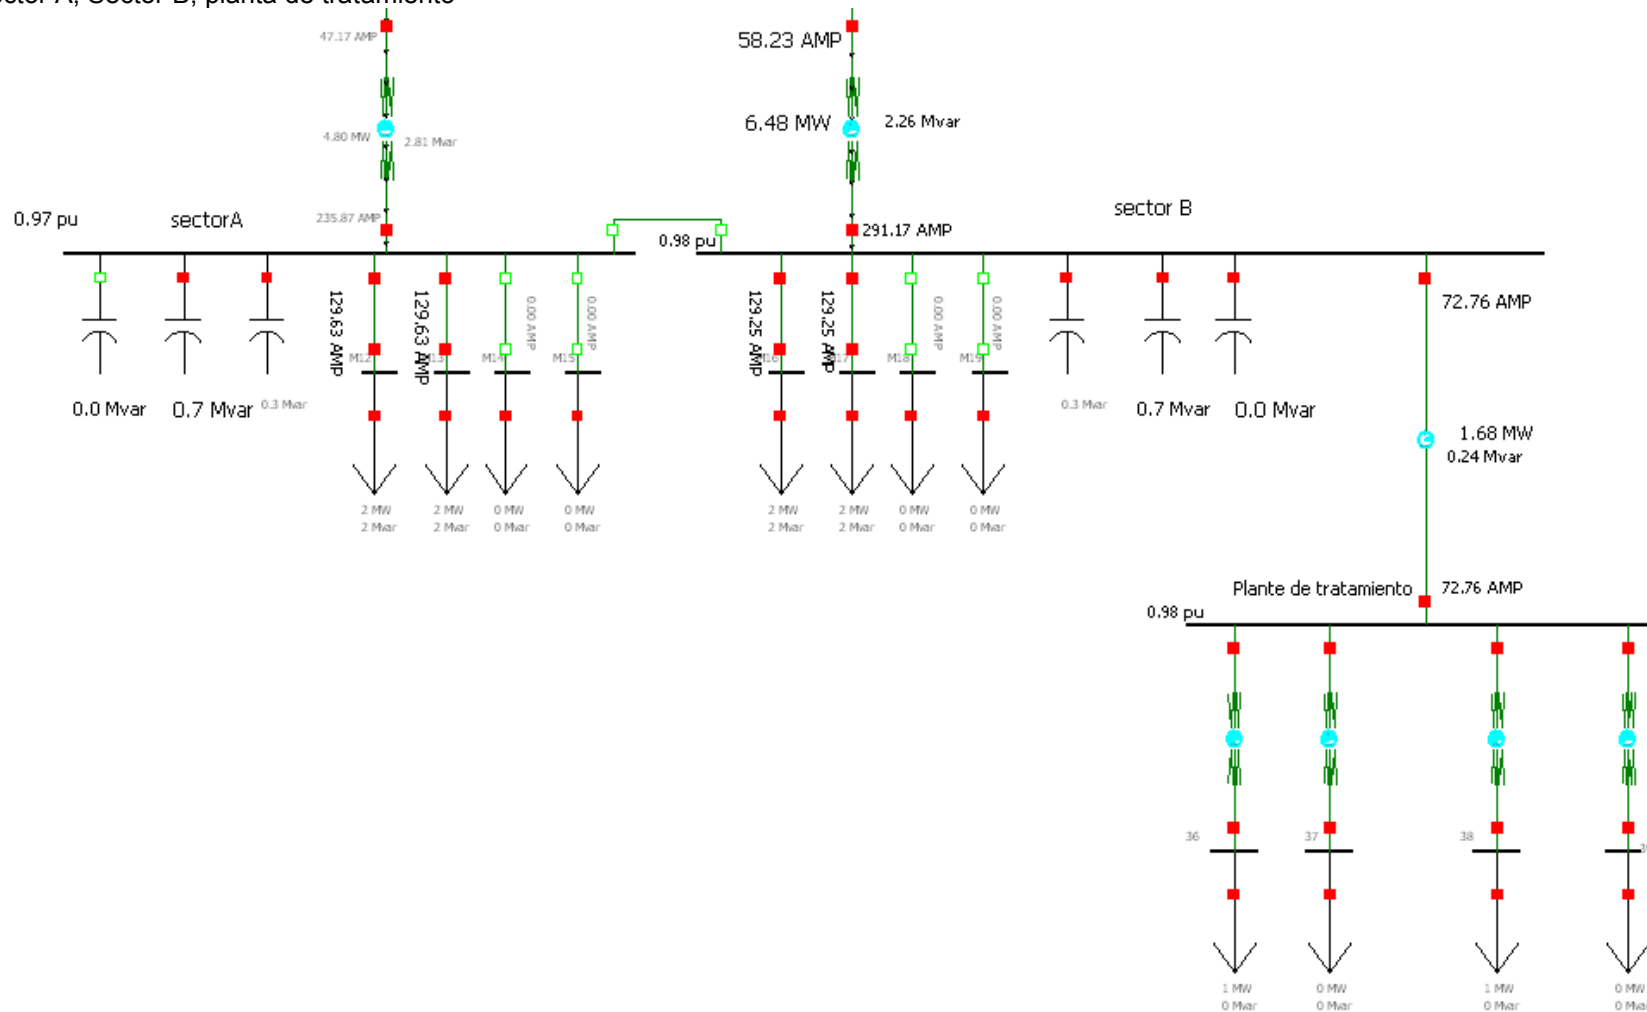 Sector B, planta de tratamiento
47.17 AMP
58.23 AMP
4.80 MW
2.81 Mvar
6.48 MW
2.26 Mvar
0.97 pu
sectorA
235.87 AMP
0.98 pu
291.17 AMP
sector B
129.63 AMP
129.63 AMP
0.00 AMP
0.00 AMP
129.25 AMP
129.25 AMP
0.00 AMP
0.00 AMP
72.76 AMP
M12
M14
M15
M18
M19
0.0 Mvar
0.7 Mvar
0.3 Mvar
0.3 Mvar
0.7 Mvar
0.0 Mvar
1.68 MW
0.24 Mvar
2 MW
2 Mvar
2 MW
2 Mvar
0 MW
0 Mvar
0 MW
0 Mvar
2 MW
2 Mvar
2 MW
2 Mvar
0 MW
0 Mvar
0 MW
0 Mvar
Plante de tratamiento
72.76 AMP
0.98 pu
36
37
38
1 MW
0 Mvar
0 MW
0 Mvar
1 MW
0 Mvar
0 MW